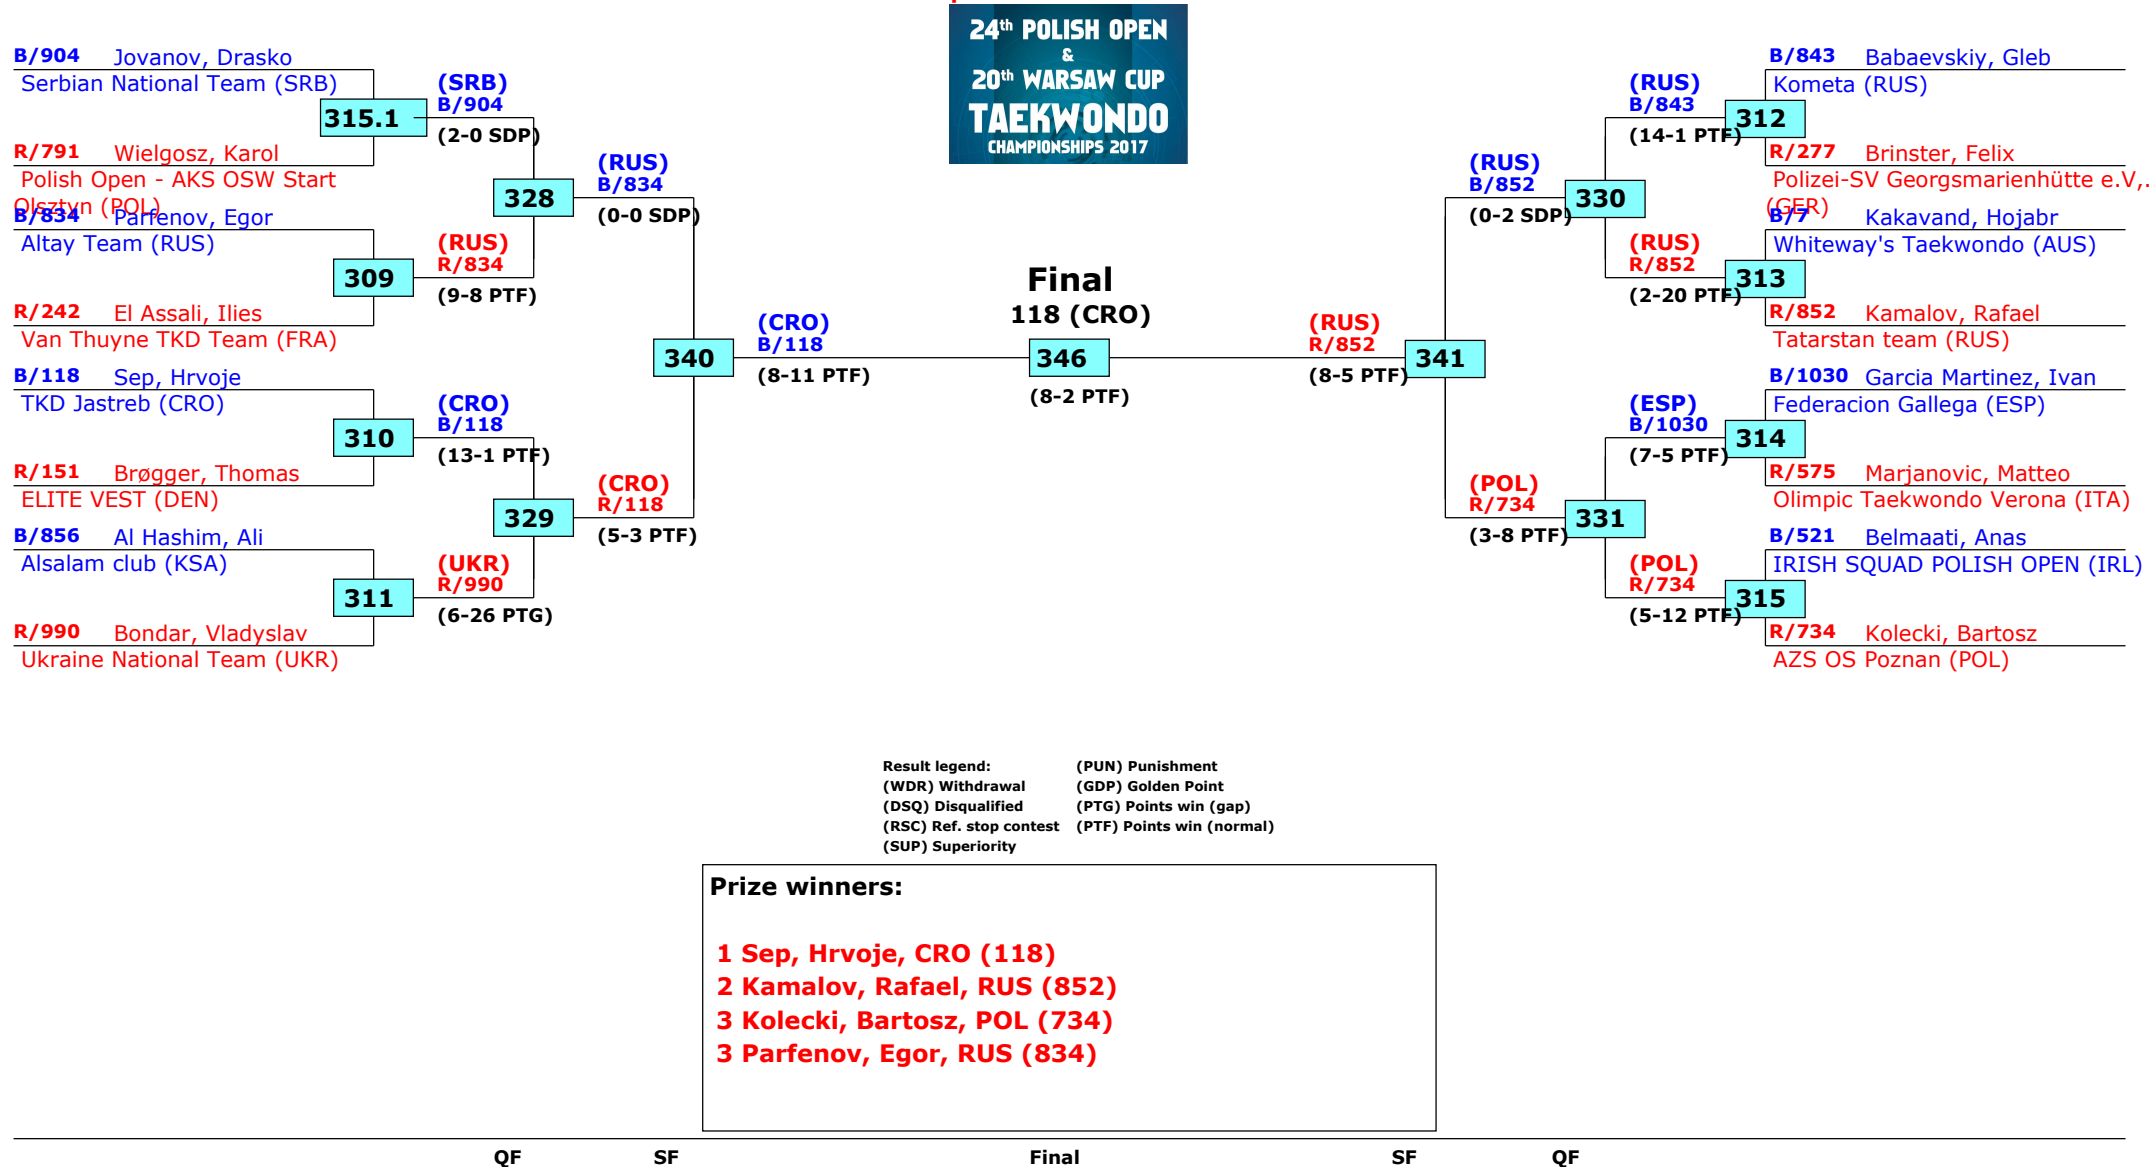 24th POLISH OPEN
&
20th WARSAW CUP
TAEKWONDO
CHAMPIONSHIPS 2017
B/904 Jovanov, Drasko
Serbian National Team (SRB)
315.1
(SRB)
B/904
(2-0 SDP)
R/791 Wielgosz, Karol
Polish Open - AKS OSW Start
Olsztyn (POL)
328
(RUS)
B/834
(0-0 SDP)
B/834 Parfenov, Egor
Altay Team (RUS)
309
(RUS)
R/834
(9-8 PTF)
R/242 El Assali, Ilies
Van Thuyne TKD Team (FRA)
340
(CRO)
B/118
(8-11 PTF)
B/118 Sep, Hrvoje
TKD Jastreb (CRO)
310
(CRO)
B/118
(13-1 PTF)
R/151 Brøgger, Thomas
ELITE VEST (DEN)
329
(CRO)
R/118
(5-3 PTF)
B/856 Al Hashim, Ali
Alsalam club (KSA)
311
(UKR)
R/990
(6-26 PTG)
R/990 Bondar, Vladyslav
Ukraine National Team (UKR)
Final
118 (CRO)
346
(8-2 PTF)
B/843 Babaevskiy, Gleb
Kometa (RUS)
(RUS)
B/843
312
(14-1 PTF)
R/277 Brinster, Felix
Polizei-SV Georgsmarienhütte e.V,.
(GER)
(RUS)
B/852
330
(0-2 SDP)
B/7 Kakavand, Hojabr
Whiteway's Taekwondo (AUS)
(RUS)
R/852
313
(2-20 PTF)
R/852 Kamalov, Rafael
Tatarstan team (RUS)
(RUS)
R/852
341
(8-5 PTF)
B/1030 Garcia Martinez, Ivan
Federacion Gallega (ESP)
(ESP)
B/1030
314
(7-5 PTF)
R/575 Marjanovic, Matteo
Olimpic Taekwondo Verona (ITA)
(POL)
R/734
331
(3-8 PTF)
B/521 Belmaati, Anas
IRISH SQUAD POLISH OPEN (IRL)
(POL)
R/734
315
(5-12 PTF)
R/734 Kolecki, Bartosz
AZS OS Poznan (POL)
Result legend: (PUN) Punishment
(WDR) Withdrawal (GDP) Golden Point
(DSQ) Disqualified (PTG) Points win (gap)
(RSC) Ref. stop contest (PTF) Points win (normal)
(SUP) Superiority
Prize winners:
1 Sep, Hrvoje, CRO (118)
2 Kamalov, Rafael, RUS (852)
3 Kolecki, Bartosz, POL (734)
3 Parfenov, Egor, RUS (834)
QF SF Final SF QF